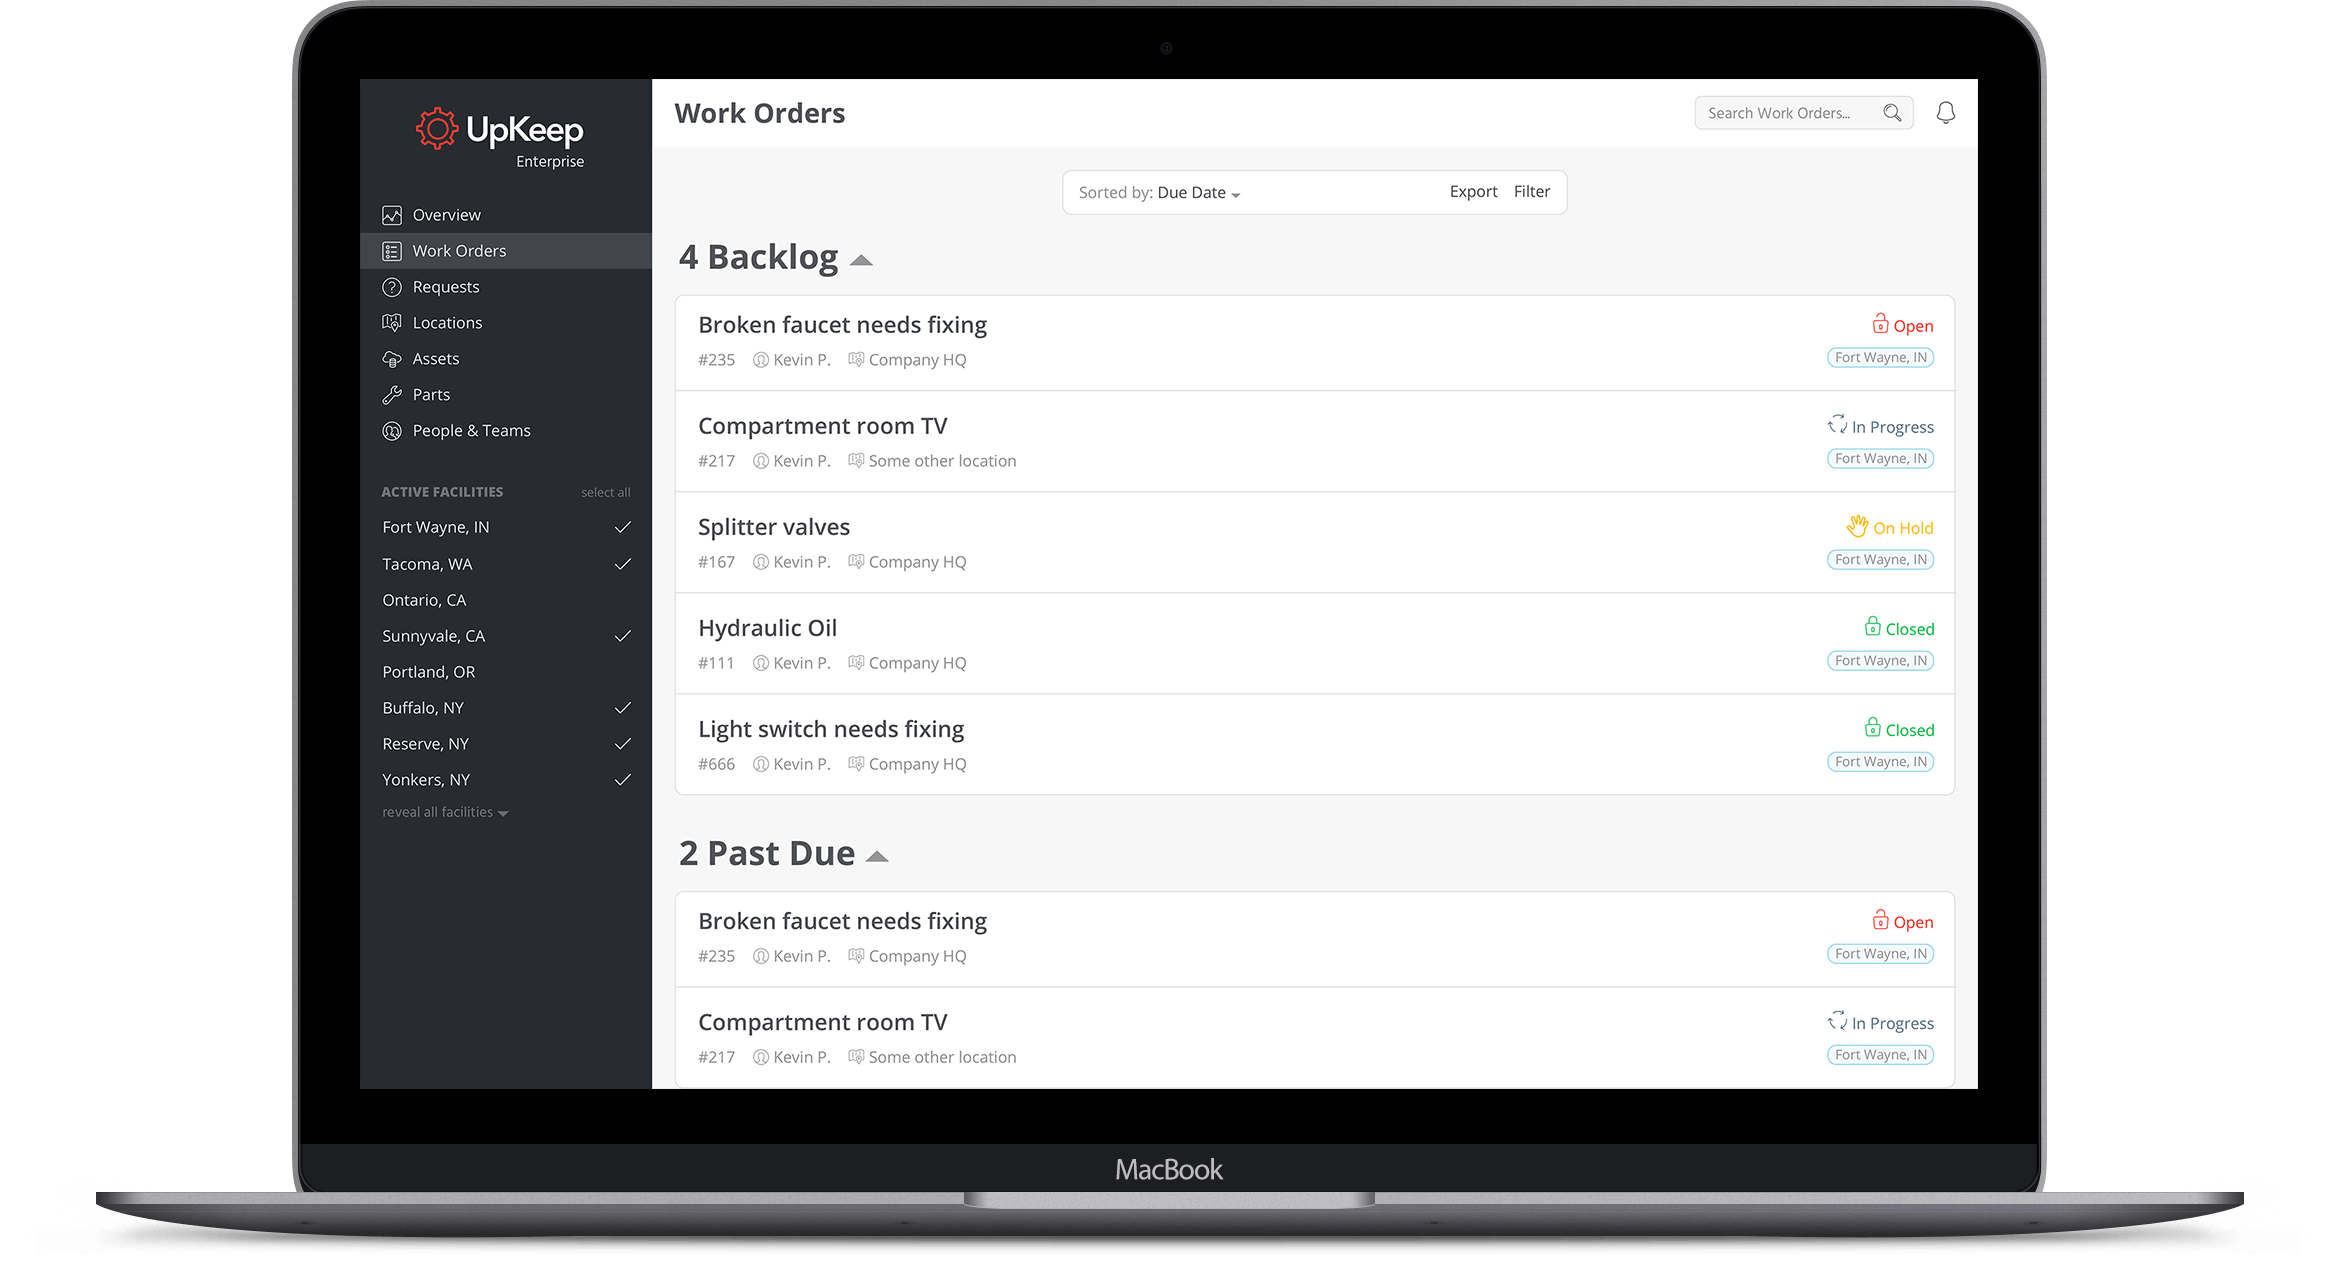 UpKeep
Enterprise
Overview
Work Orders
Requests
Locations
Assets
Parts
People & Teams
ACTIVE FACILITIES select all
Fort Wayne, IN
Tacoma, WA
Ontario, CA
Sunnyvale, CA
Portland, OR
Buffalo, NY
Reserve, NY
Yonkers, NY
reveal all facilities
Work Orders
Search Work Orders...
Sorted by: Due Date Export Filter
4 Backlog
Broken faucet needs fixing Open
#235 Kevin P. Company HQ Fort Wayne, IN
Compartment room TV In Progress
#217 Kevin P. Some other location Fort Wayne, IN
Splitter valves On Hold
#167 Kevin P. Company HQ Fort Wayne, IN
Hydraulic Oil Closed
#111 Kevin P. Company HQ Fort Wayne, IN
Light switch needs fixing Closed
#666 Kevin P. Company HQ Fort Wayne, IN
2 Past Due
Broken faucet needs fixing Open
#235 Kevin P. Company HQ Fort Wayne, IN
Compartment room TV In Progress
#217 Kevin P. Some other location Fort Wayne, IN
MacBook